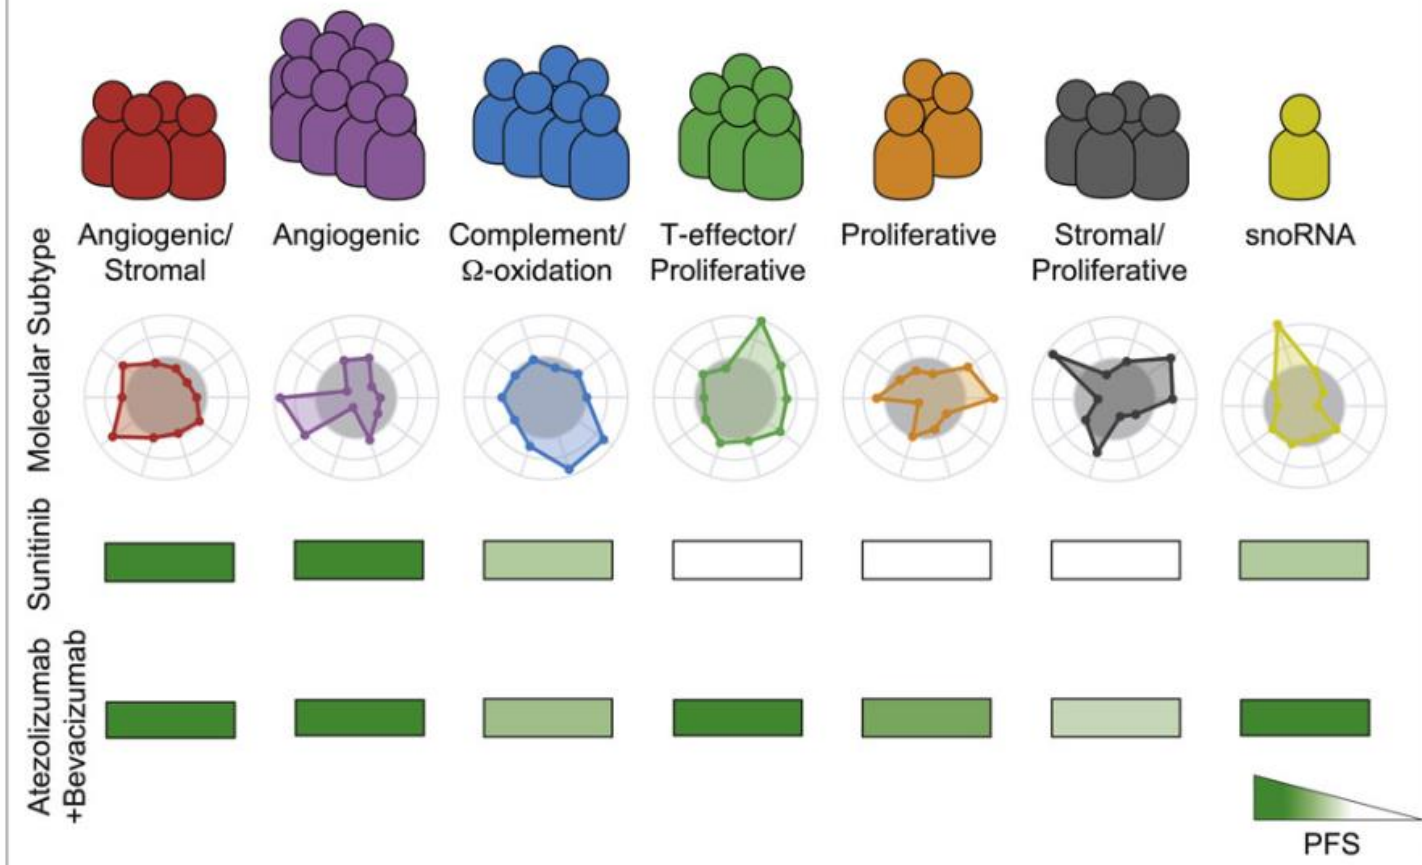 Angiogenic/
Stromal
Angiogenic
Complement/
Ω-oxidation
T-effector/
Proliferative
Proliferative
Stromal/
Proliferative
snoRNA
Molecular Subtype
Sunitinib
Atezolizumab
+Bevacizumab
PFS